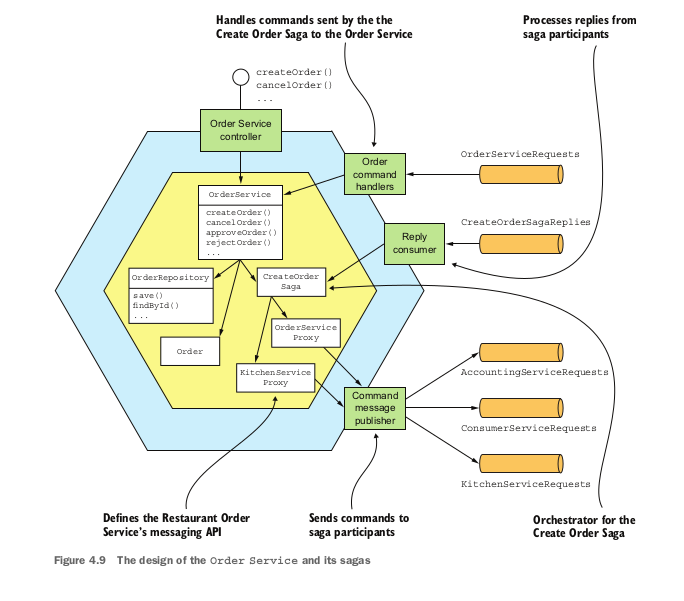 Handles commands sent by the the
Create Order Saga to the Order Service
Processes replies from
saga participants
createOrder()
cancelOrder()
...
Order Service
controller
Order
command
handlers
OrderServiceRequests
OrderService
createOrder()
cancelOrder()
approveOrder()
rejectOrder()
...
CreateOrderSagaReplies
Reply
consumer
OrderRepository
save()
findById()
...
CreateOrder
Saga
OrderService
Proxy
Order
KitchenService
Proxy
Command
message
publisher
AccountingServiceRequests
ConsumerServiceRequests
KitchenServiceRequests
Defines the Restaurant Order
Service's messaging API
Sends commands to
saga participants
Orchestrator for the
Create Order Saga
Figure 4.9 The design of the Order Service and its sagas